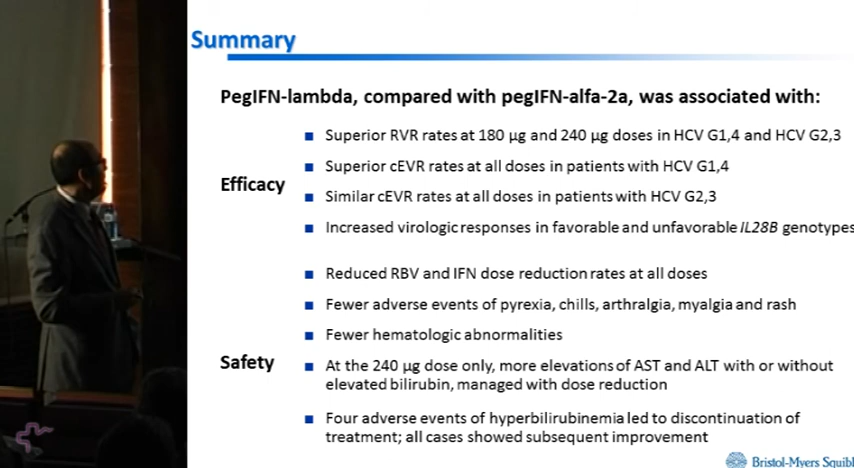 Summary
PegIFN-lambda, compared with pegIFN-alfa-2a, was associated with:
Efficacy
Superior RVR rates at 180 µg and 240 µg doses in HCV G1,4 and HCV G2,3
Superior cEVR rates at all doses in patients with HCV G1,4
Similar cEVR rates at all doses in patients with HCV G2,3
Increased virologic responses in favorable and unfavorable IL28B genotypes
Safety
Reduced RBV and IFN dose reduction rates at all doses
Fewer adverse events of pyrexia, chills, arthralgia, myalgia and rash
Fewer hematologic abnormalities
At the 240 µg dose only, more elevations of AST and ALT with or without
elevated bilirubin, managed with dose reduction
Four adverse events of hyperbilirubinemia led to discontinuation of
treatment; all cases showed subsequent improvement
Bristol-Myers Squibl